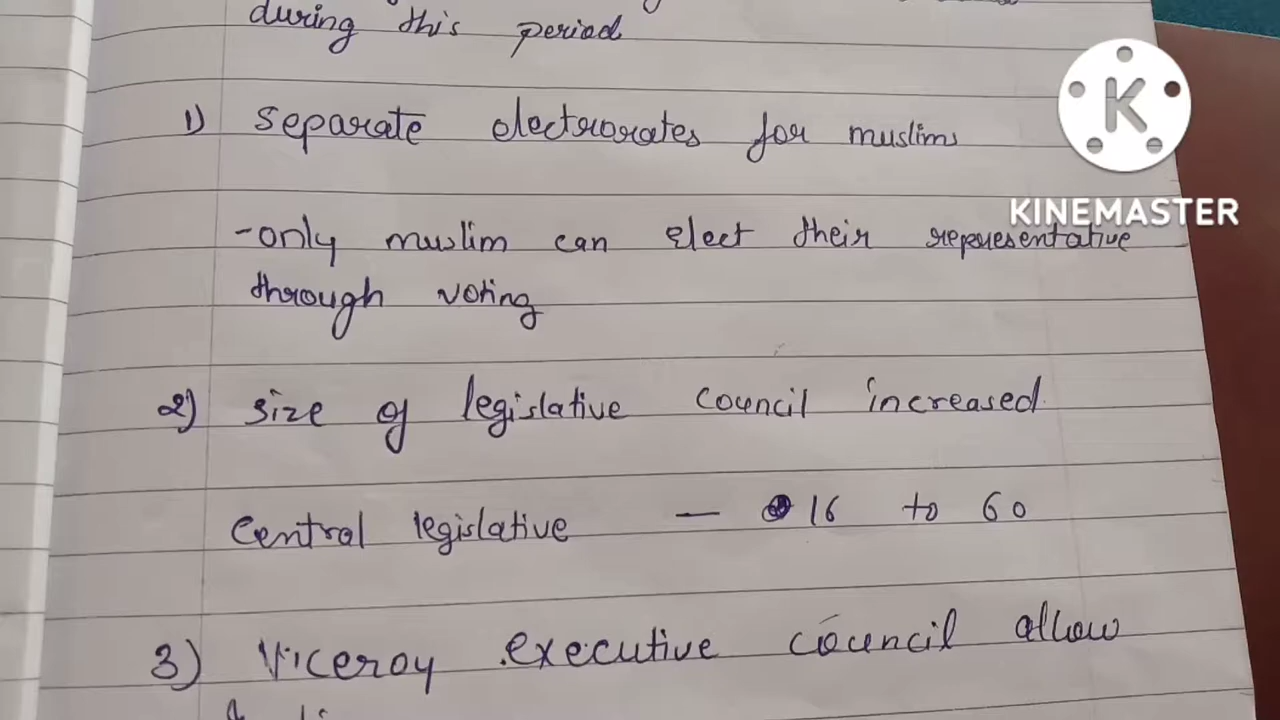 during this period
1) separate electrorates for muslims
-only muslim can elect their representative
through voting
2) size of legislative council increased
Central legislative — 16 to 60
3) Viceroy executive council allow
K
KINEMASTER